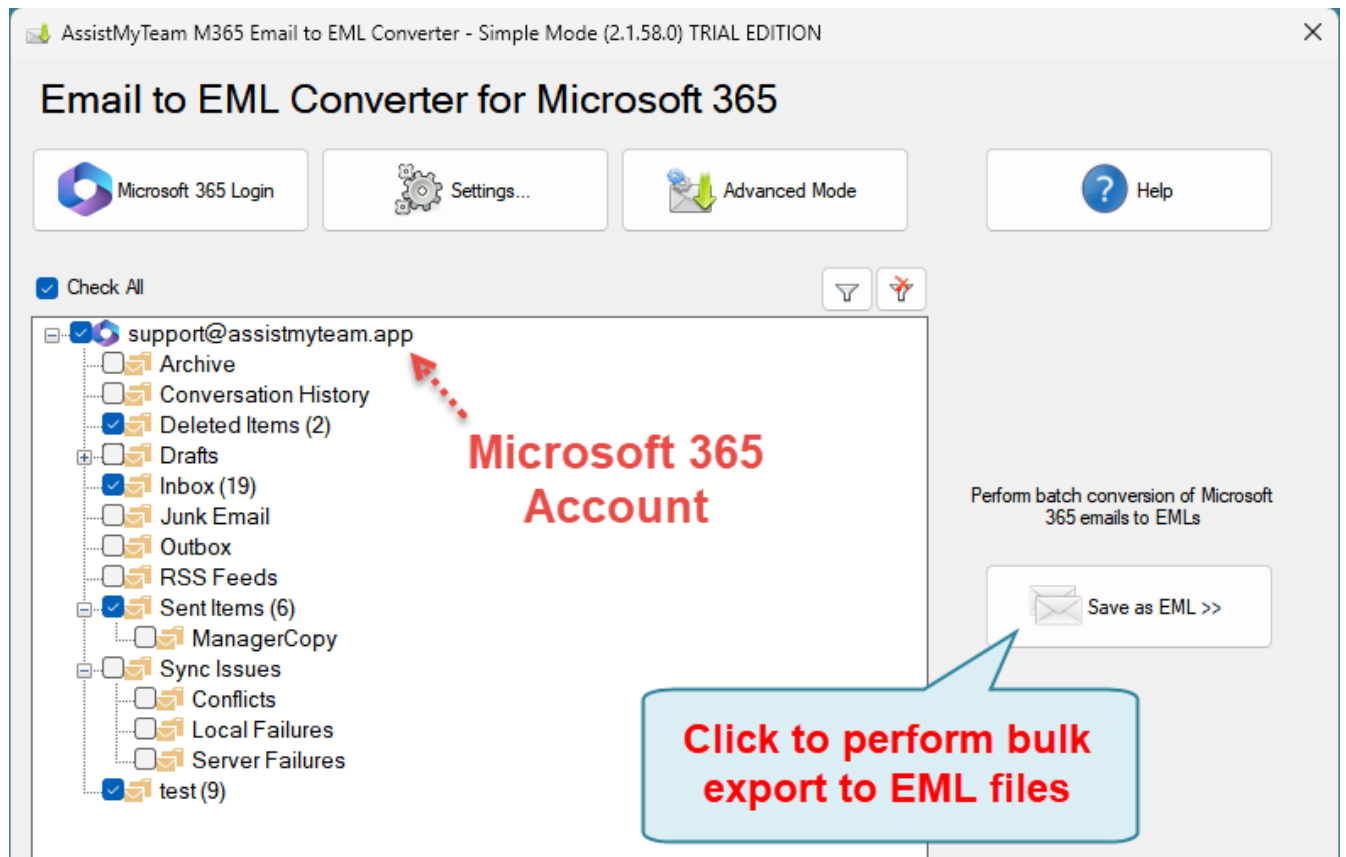 AssistMyTeam M365 Email to EML Converter - Simple Mode (2.1.58.0) TRIAL EDITION
Email to EML Converter for Microsoft 365
Microsoft 365 Login
Settings...
Advanced Mode
Help
Check All
support@assistmyteam.app
Archive
Conversation History
Deleted Items (2)
Drafts
Inbox (19)
Junk Email
Outbox
RSS Feeds
Sent Items (6)
ManagerCopy
Sync Issues
Conflicts
Local Failures
Server Failures
test (9)
Microsoft 365
Account
Perform batch conversion of Microsoft
365 emails to EMLs
Save as EML >>
Click to perform bulk
export to EML files